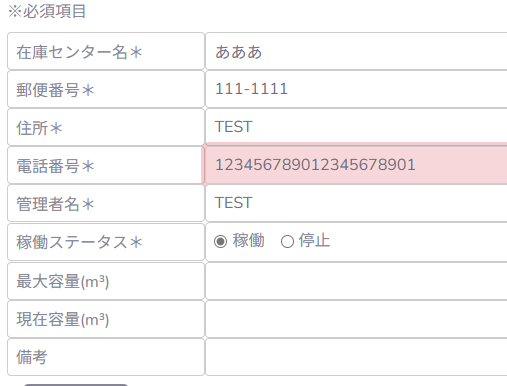 ※必須項目
在庫センター名＊ あああ
郵便番号＊ 111-1111
住所＊ TEST
電話番号＊ 123456789012345678901
管理者名＊ TEST
稼働ステータス＊ 稼働 停止
最大容量(m³)
現在容量(m³)
備考